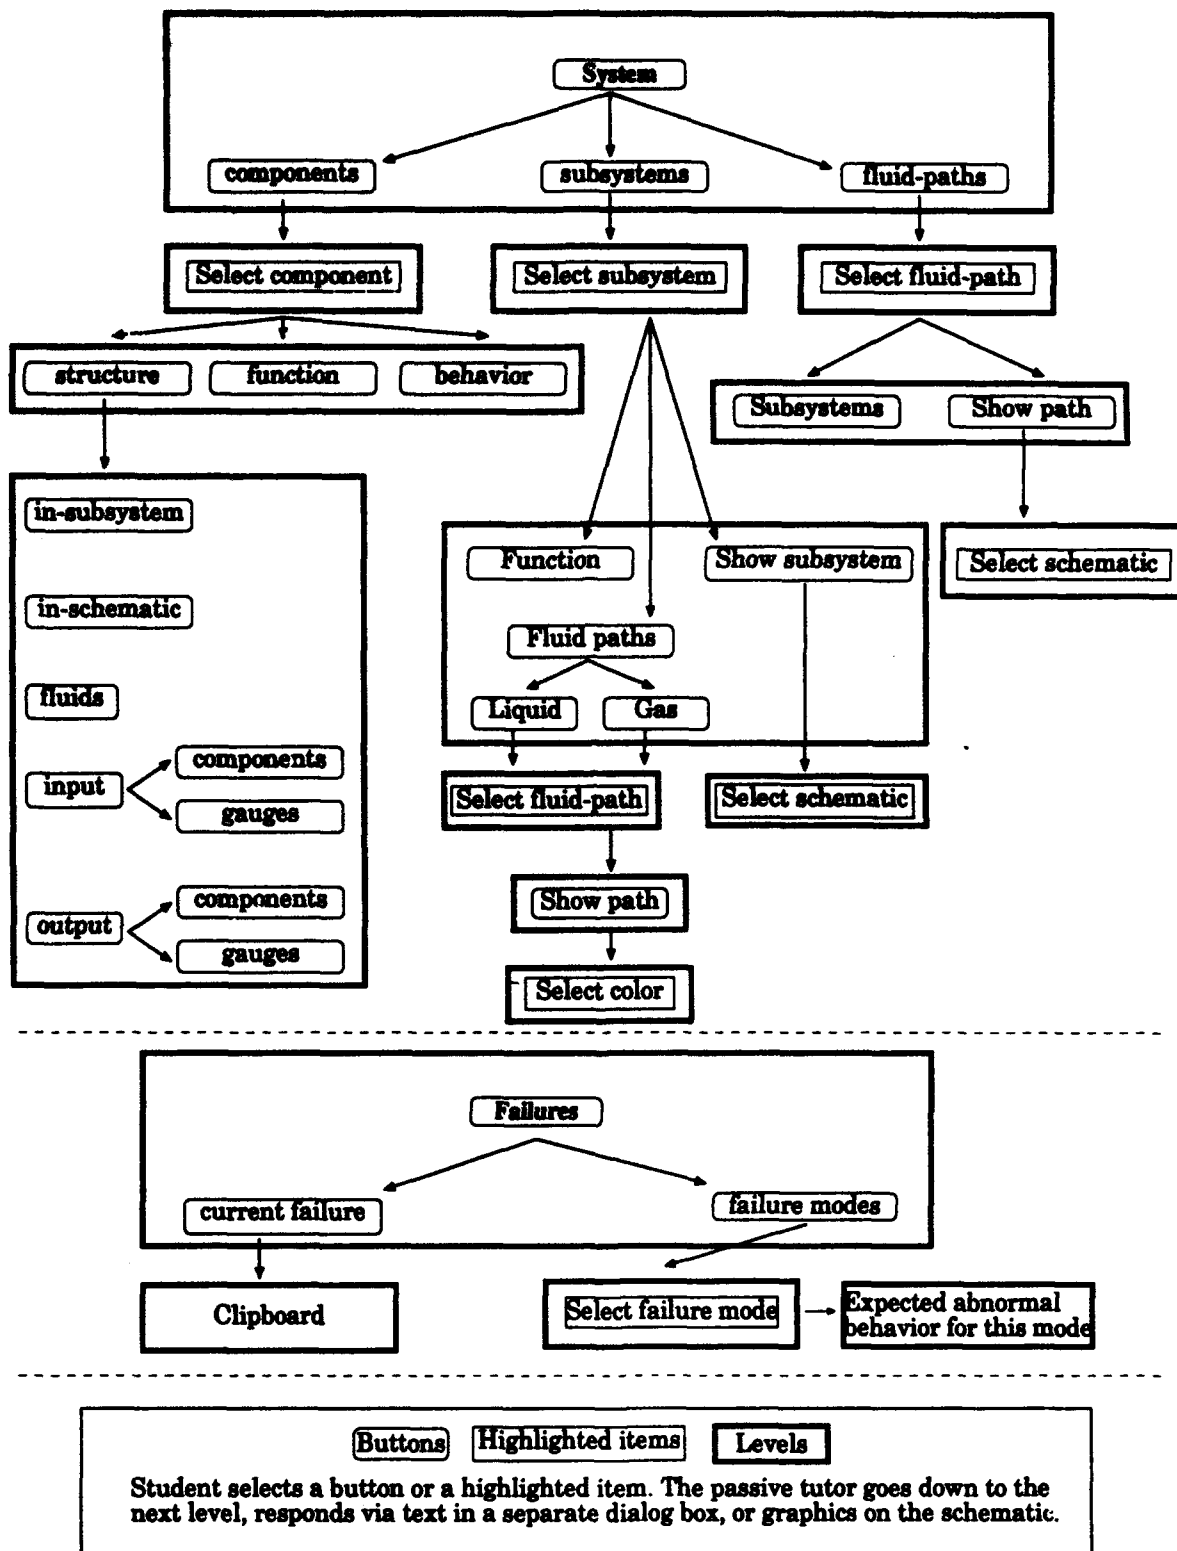 System
components
subsystems
fluid-paths
Select component
Select subsystem
Select fluid-path
structure
function
behavior
Subsystems
Show path
in-subsystem
in-schematic
fluids
input
components
gauges
output
components
gauges
Function
Show subsystem
Fluid paths
Liquid
Gas
Select schematic
Select fluid-path
Select schematic
Show path
Select color
Failures
current failure
failure modes
Clipboard
Select failure mode
Expected abnormal
behavior for this mode
Buttons
Highlighted items
Levels
Student selects a button or a highlighted item. The passive tutor goes down to the
next level, responds via text in a separate dialog box, or graphics on the schematic.